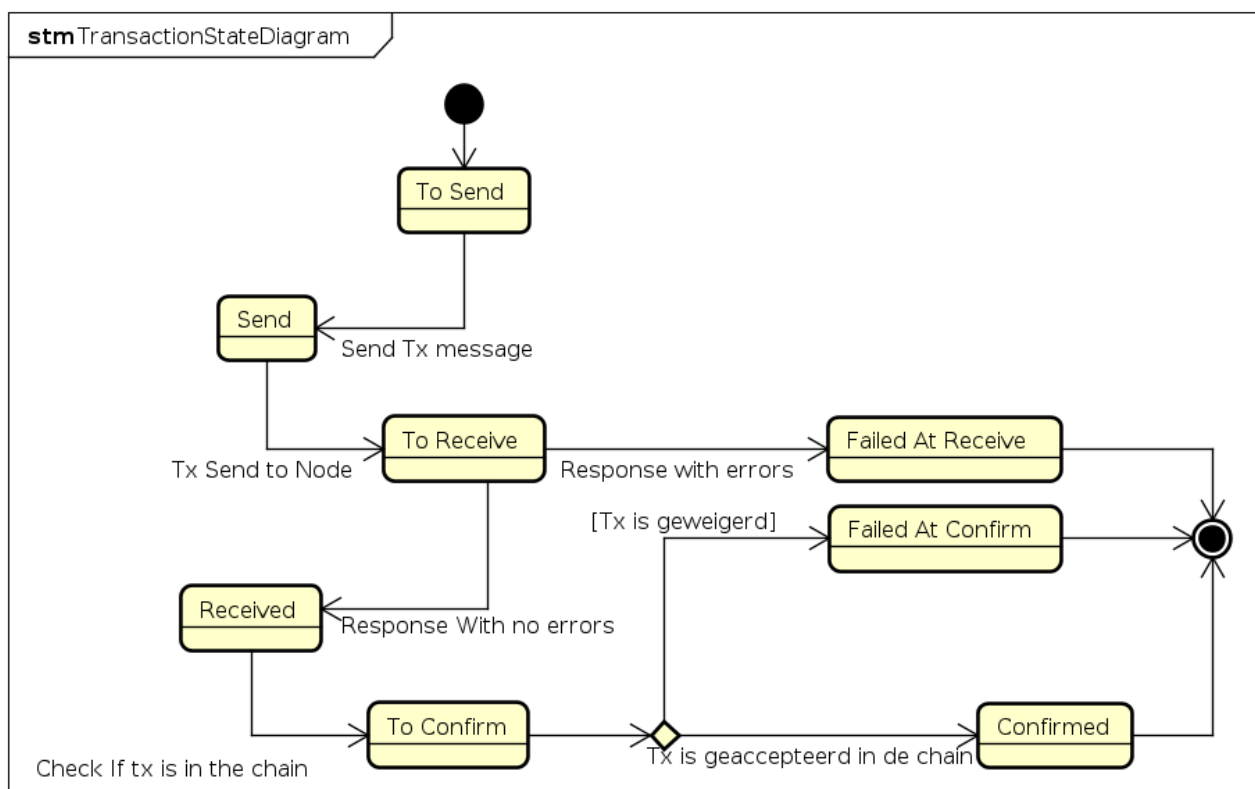 stm TransactionStateDiagram
To Send
Send
Send Tx message
To Receive
Failed At Receive
Tx Send to Node
Response with errors
[Tx is geweigerd]
Failed At Confirm
Received
Response With no errors
To Confirm
Confirmed
Tx is geaccepteerd in de chain
Check If tx is in the chain